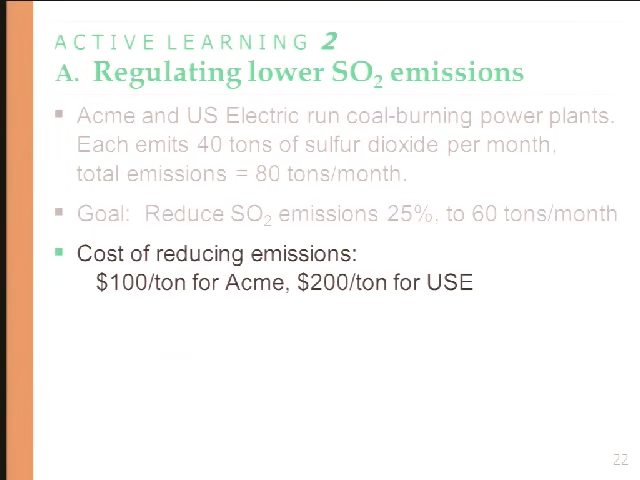 ACTIVE LEARNING 2
A. Regulating lower SO2 emissions
▪ Acme and US Electric run coal-burning power plants.
Each emits 40 tons of sulfur dioxide per month,
total emissions = 80 tons/month.
▪ Goal: Reduce SO2 emissions 25%, to 60 tons/month
▪ Cost of reducing emissions:
$100/ton for Acme, $200/ton for USE
22